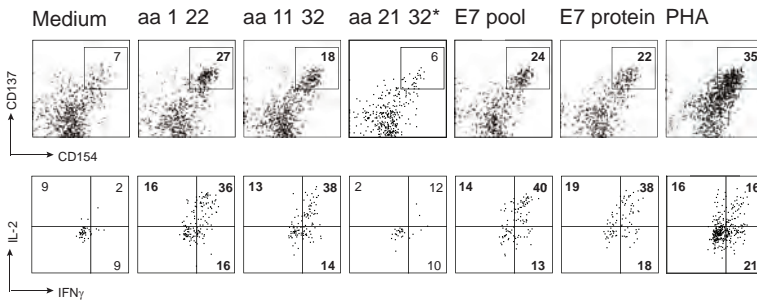 Medium aa 1 22 aa 11 32 aa 21 32* E7 pool E7 protein PHA
7 27 18 6 24 22 35
CD137
CD154
9 2 16 36 13 38 2 12 14 40 19 38 16 16
IL-2
9 16 14 10 13 18 21
IFNγ